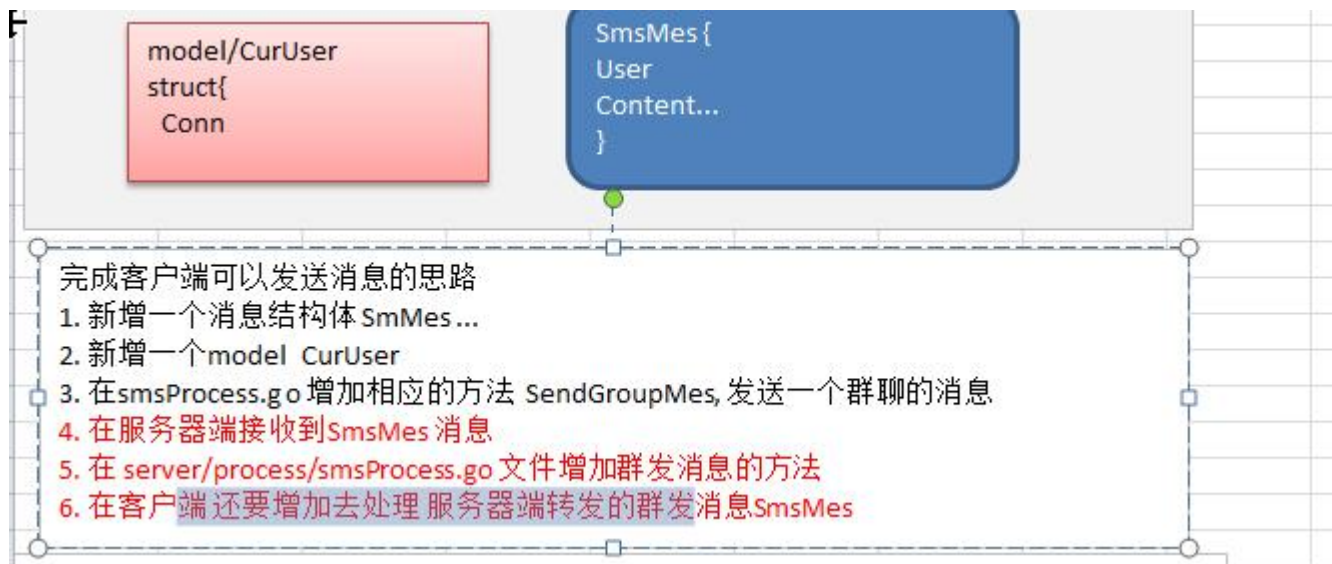 model/CurUser
struct{
Conn
SmsMes {
User
Content...
}
完成客户端可以发送消息的思路
1. 新增一个消息结构体 SmMes ...
2. 新增一个model CurUser
3. 在smsProcess.go 增加相应的方法 SendGroupMes, 发送一个群聊的消息
4. 在服务器端接收到SmsMes 消息
5. 在 server/process/smsProcess.go 文件增加群发消息的方法
6. 在客户端 还要增加去处理 服务器端转发的群发消息SmsMes